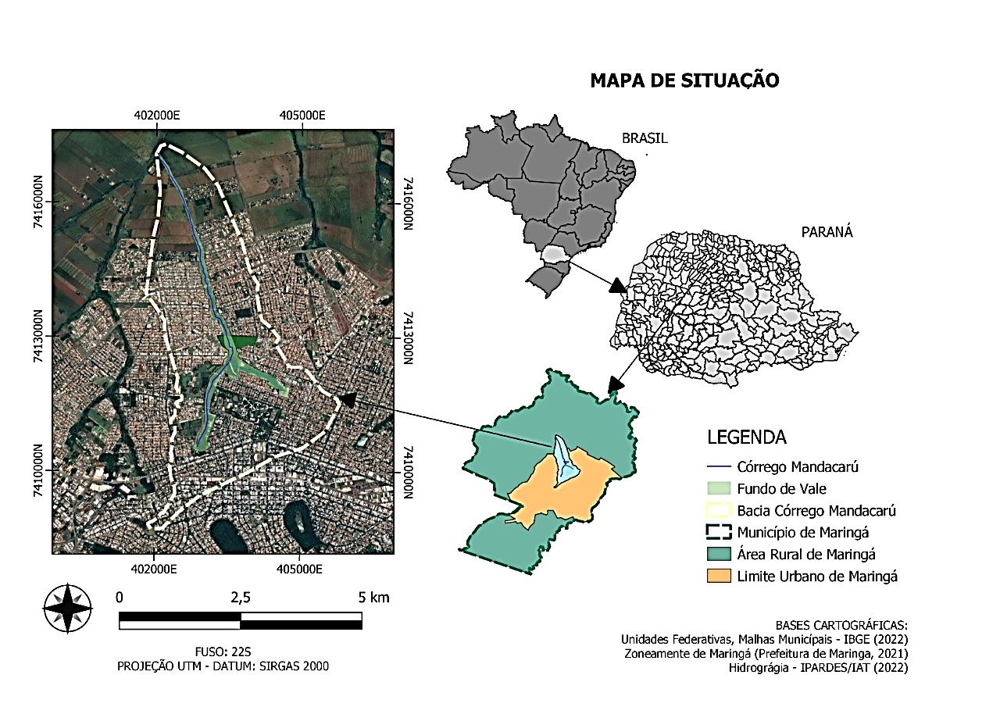 MAPA DE SITUAÇÃO
402000E
405000E
BRASIL
7416000N
7416000N
PARANÁ
7413000N
7413000N
7410000N
7410000N
402000E
405000E
LEGENDA
Córrego Mandacarú
Fundo de Vale
Bacia Córrego Mandacarú
Município de Maringá
Área Rural de Maringá
Limite Urbano de Maringá
0
2,5
5 km
FUSO: 22S
PROJEÇÃO UTM - DATUM: SIRGAS 2000
BASES CARTOGRÁFICAS:
Unidades Federativas, Malhas Municípais - IBGE (2022)
Zoneamente de Maringá (Prefeitura de Maringa, 2021)
Hidrográgia - IPARDES/IAT (2022)